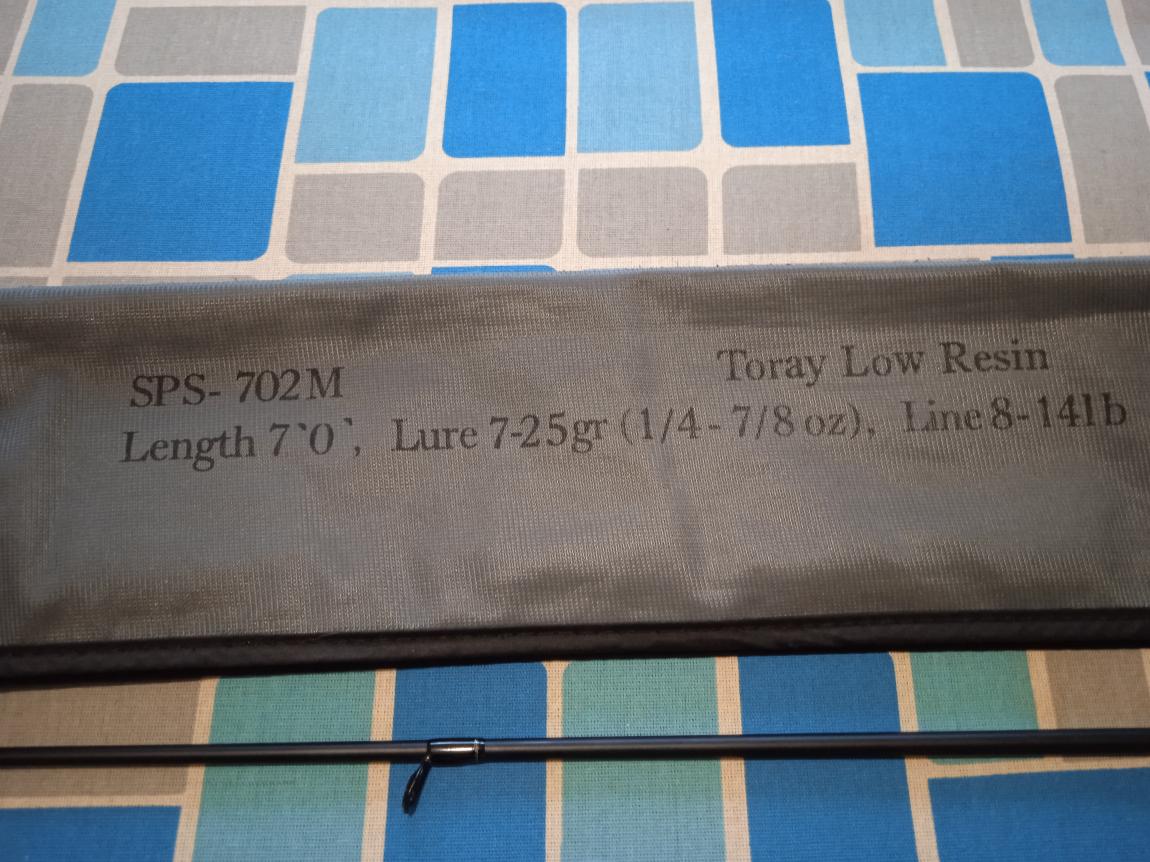 SPS- 702M Toray Low Resin
Length 7`0`, Lure 7-25gr (1/4- 7/8 oz), Line 8-14lb